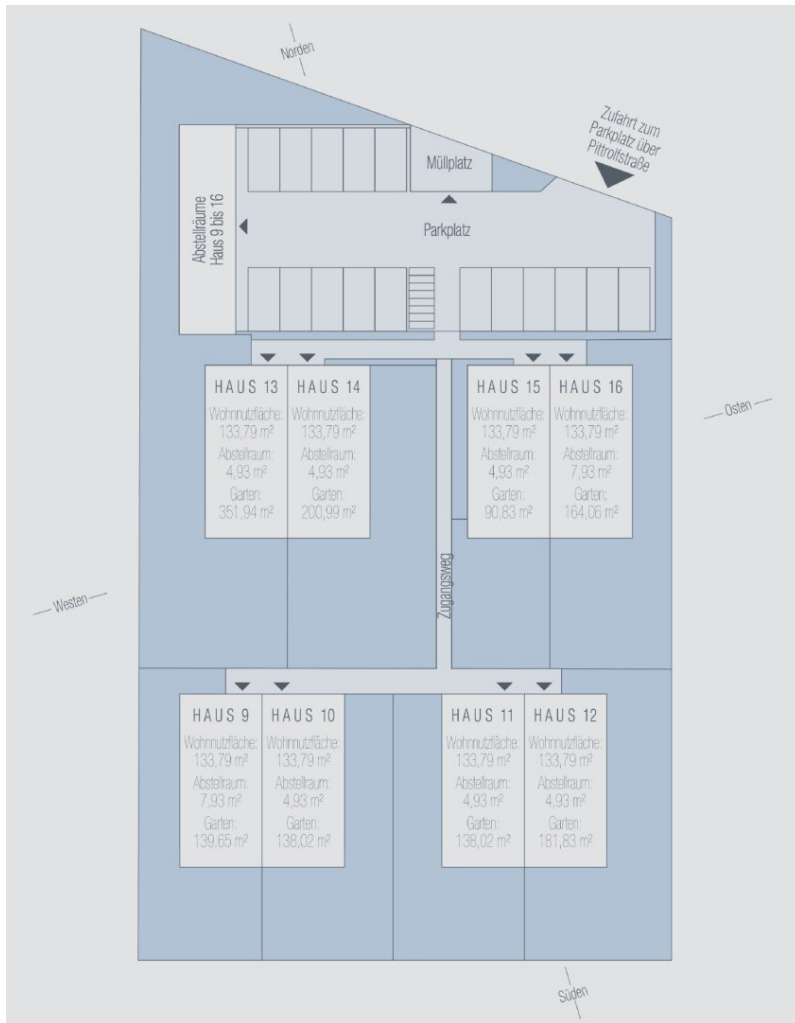 Norden
Zufahrt zum
Parkplatz über
Pittrolfstraße
Müllplatz
Abstellräume
Haus 9 bis 16
Parkplatz
HAUS 13
Wohnnutzfläche:
133,79 m²
Abstellraum:
4,93 m²
Garten:
351,94 m²
HAUS 14
Wohnnutzfläche:
133,79 m²
Abstellraum:
4,93 m²
Garten:
200,99 m²
HAUS 15
Wohnnutzfläche:
133,79 m²
Abstellraum:
4,93 m²
Garten:
90,83 m²
HAUS 16
Wohnnutzfläche:
133,79 m²
Abstellraum:
7,93 m²
Garten:
164,06 m²
Osten
Westen
Zugangsweg
HAUS 9
Wohnnutzfläche:
133,79 m²
Abstellraum:
7,93 m²
Garten:
139,65 m²
HAUS 10
Wohnnutzfläche:
133,79 m²
Abstellraum:
4,93 m²
Garten:
138,02 m²
HAUS 11
Wohnnutzfläche:
133,79 m²
Abstellraum:
4,93 m²
Garten:
138,02 m²
HAUS 12
Wohnnutzfläche:
133,79 m²
Abstellraum:
4,93 m²
Garten:
181,83 m²
Süden